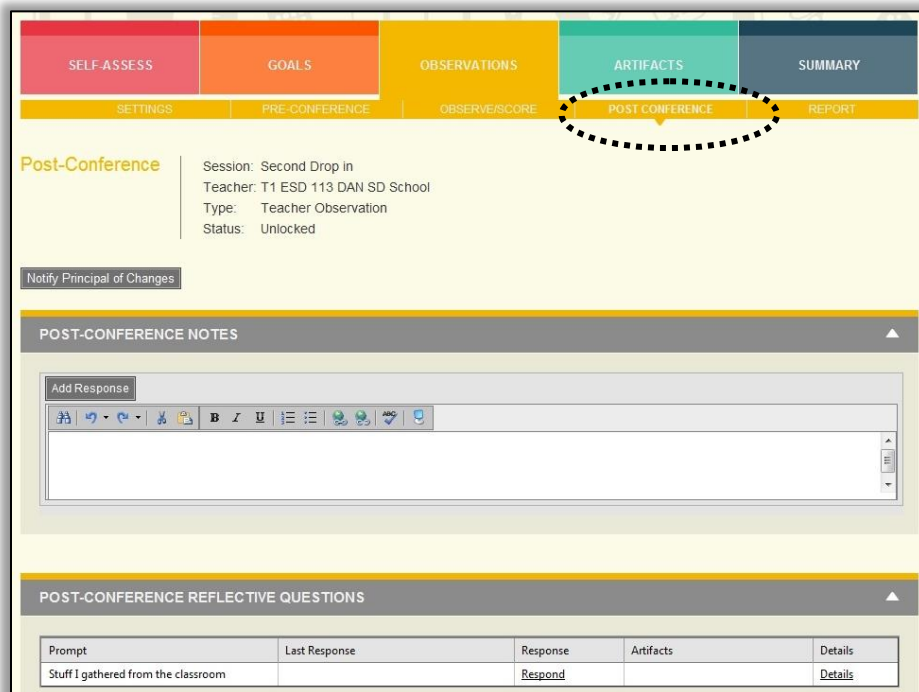 SELF-ASSESS GOALS OBSERVATIONS ARTIFACTS SUMMARY
SETTINGS PRE-CONFERENCE OBSERVE/SCORE POST CONFERENCE REPORT
Post-Conference
Session: Second Drop in
Teacher: T1 ESD 113 DAN SD School
Type: Teacher Observation
Status: Unlocked
Notify Principal of Changes
POST-CONFERENCE NOTES
Add Response
B I U ABC
POST-CONFERENCE REFLECTIVE QUESTIONS
Prompt Last Response Response Artifacts Details
Stuff I gathered from the classroom Respond Details